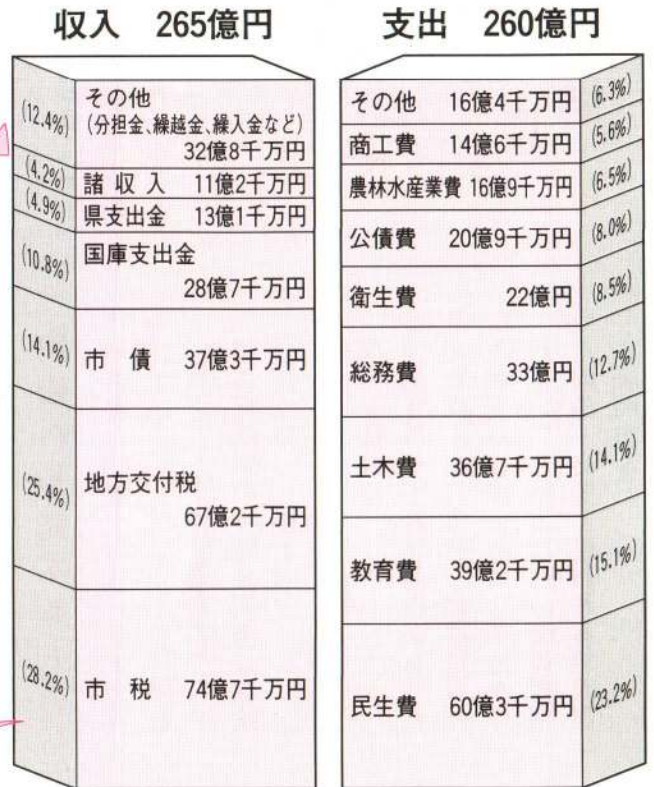 収入 265億円
(12.4%)
その他
(分担金、繰越金、繰入金など)
32億8千万円
(4.2%)
諸収入 11億2千万円
(4.9%)
県支出金 13億1千万円
(10.8%)
国庫支出金
28億7千万円
(14.1%)
市 債 37億3千万円
(25.4%)
地方交付税
67億2千万円
(28.2%)
市 税 74億7千万円
支出 260億円
その他 16億4千万円
(6.3%)
商工費 14億6千万円
(5.6%)
農林水産業費 16億9千万円
(6.5%)
公債費 20億9千万円
(8.0%)
衛生費 22億円
(8.5%)
総務費 33億円
(12.7%)
土木費 36億7千万円
(14.1%)
教育費 39億2千万円
(15.1%)
民生費 60億3千万円
(23.2%)